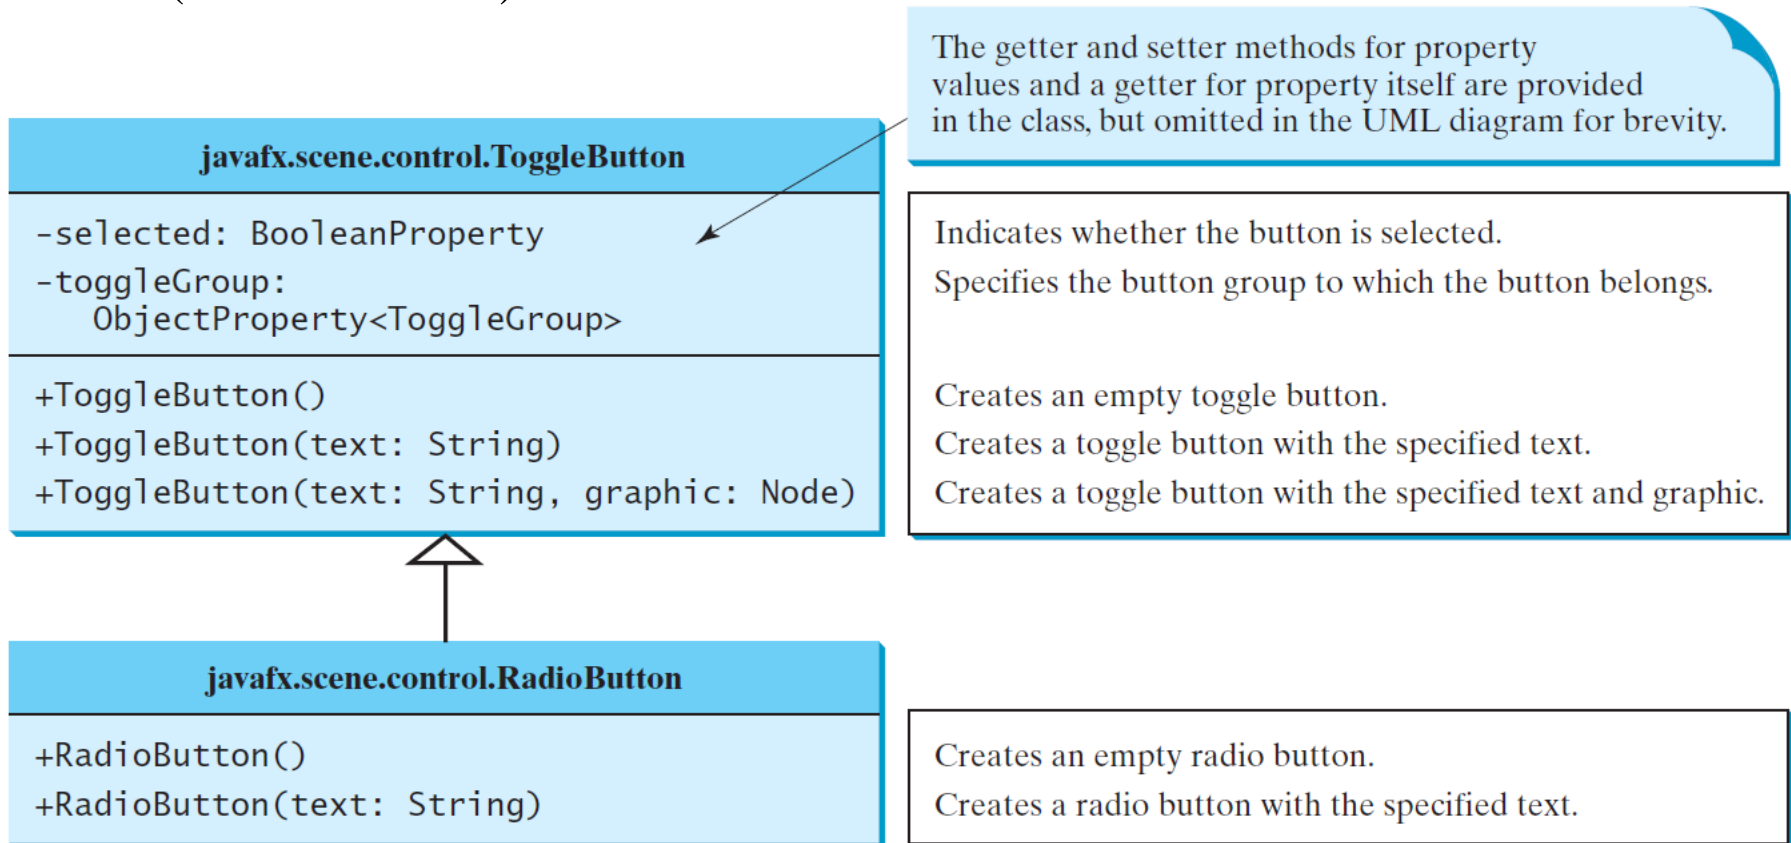 The getter and setter methods for property
values and a getter for property itself are provided
in the class, but omitted in the UML diagram for brevity.
javafx.scene.control.ToggleButton
-selected: BooleanProperty
-toggleGroup:
ObjectProperty<ToggleGroup>
+ToggleButton()
+ToggleButton(text: String)
+ToggleButton(text: String, graphic: Node)
Indicates whether the button is selected.
Specifies the button group to which the button belongs.
Creates an empty toggle button.
Creates a toggle button with the specified text.
Creates a toggle button with the specified text and graphic.
javafx.scene.control.RadioButton
+RadioButton()
+RadioButton(text: String)
Creates an empty radio button.
Creates a radio button with the specified text.